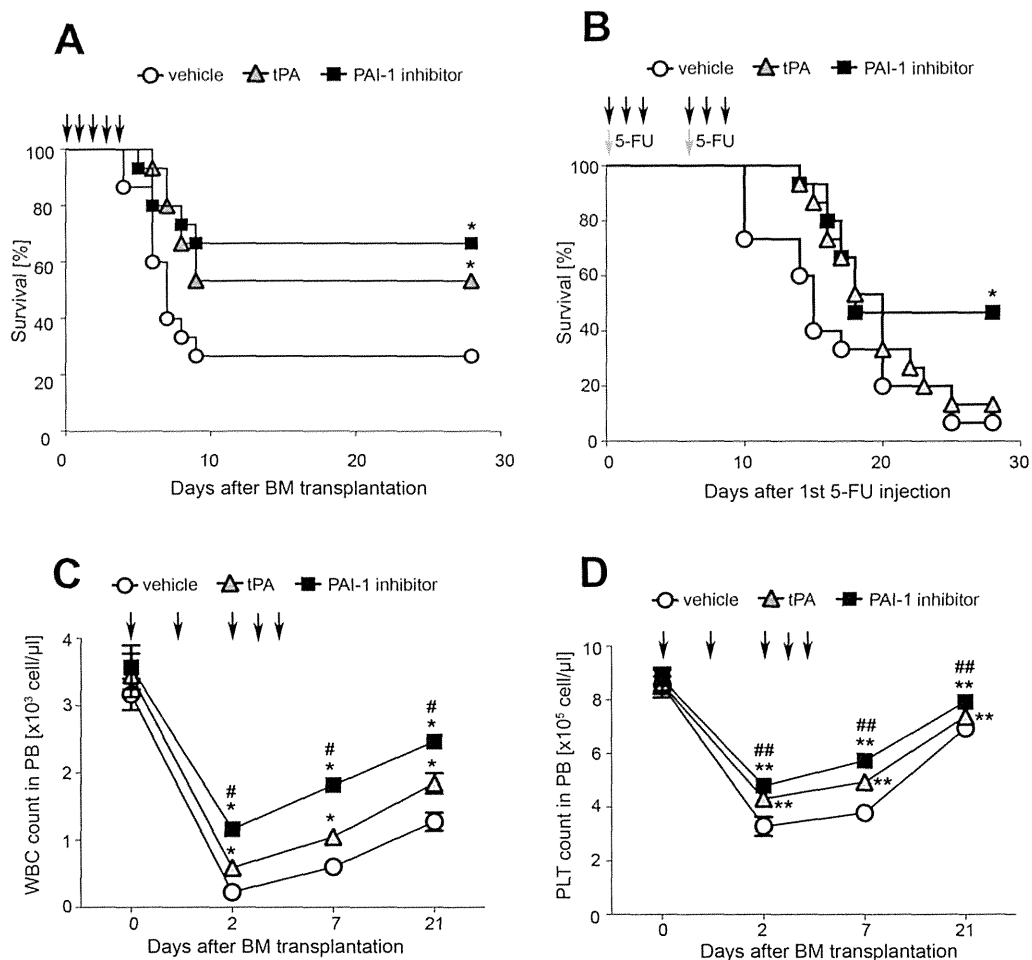 A
vehicle tPA PAI-1 inhibitor
100
80
60
40
20
0
Survival [%]
*
*
0 10 20 30
Days after BM transplantation
B
vehicle tPA PAI-1 inhibitor
5-FU 5-FU
100
80
60
40
20
0
Survival [%]
*
0 10 20 30
Days after 1st 5-FU injection
C
vehicle tPA PAI-1 inhibitor
4
3
2
1
0
WBC count in PB [x10³ cell/µl]
#
*
*
#
*
*
#
*
*
0 2 7 21
Days after BM transplantation
D
vehicle tPA PAI-1 inhibitor
10
8
6
4
2
0
PLT count in PB [x10⁵ cell/µl]
##
**
**
##
**
**
##
**
**
0 2 7 21
Days after BM transplantation